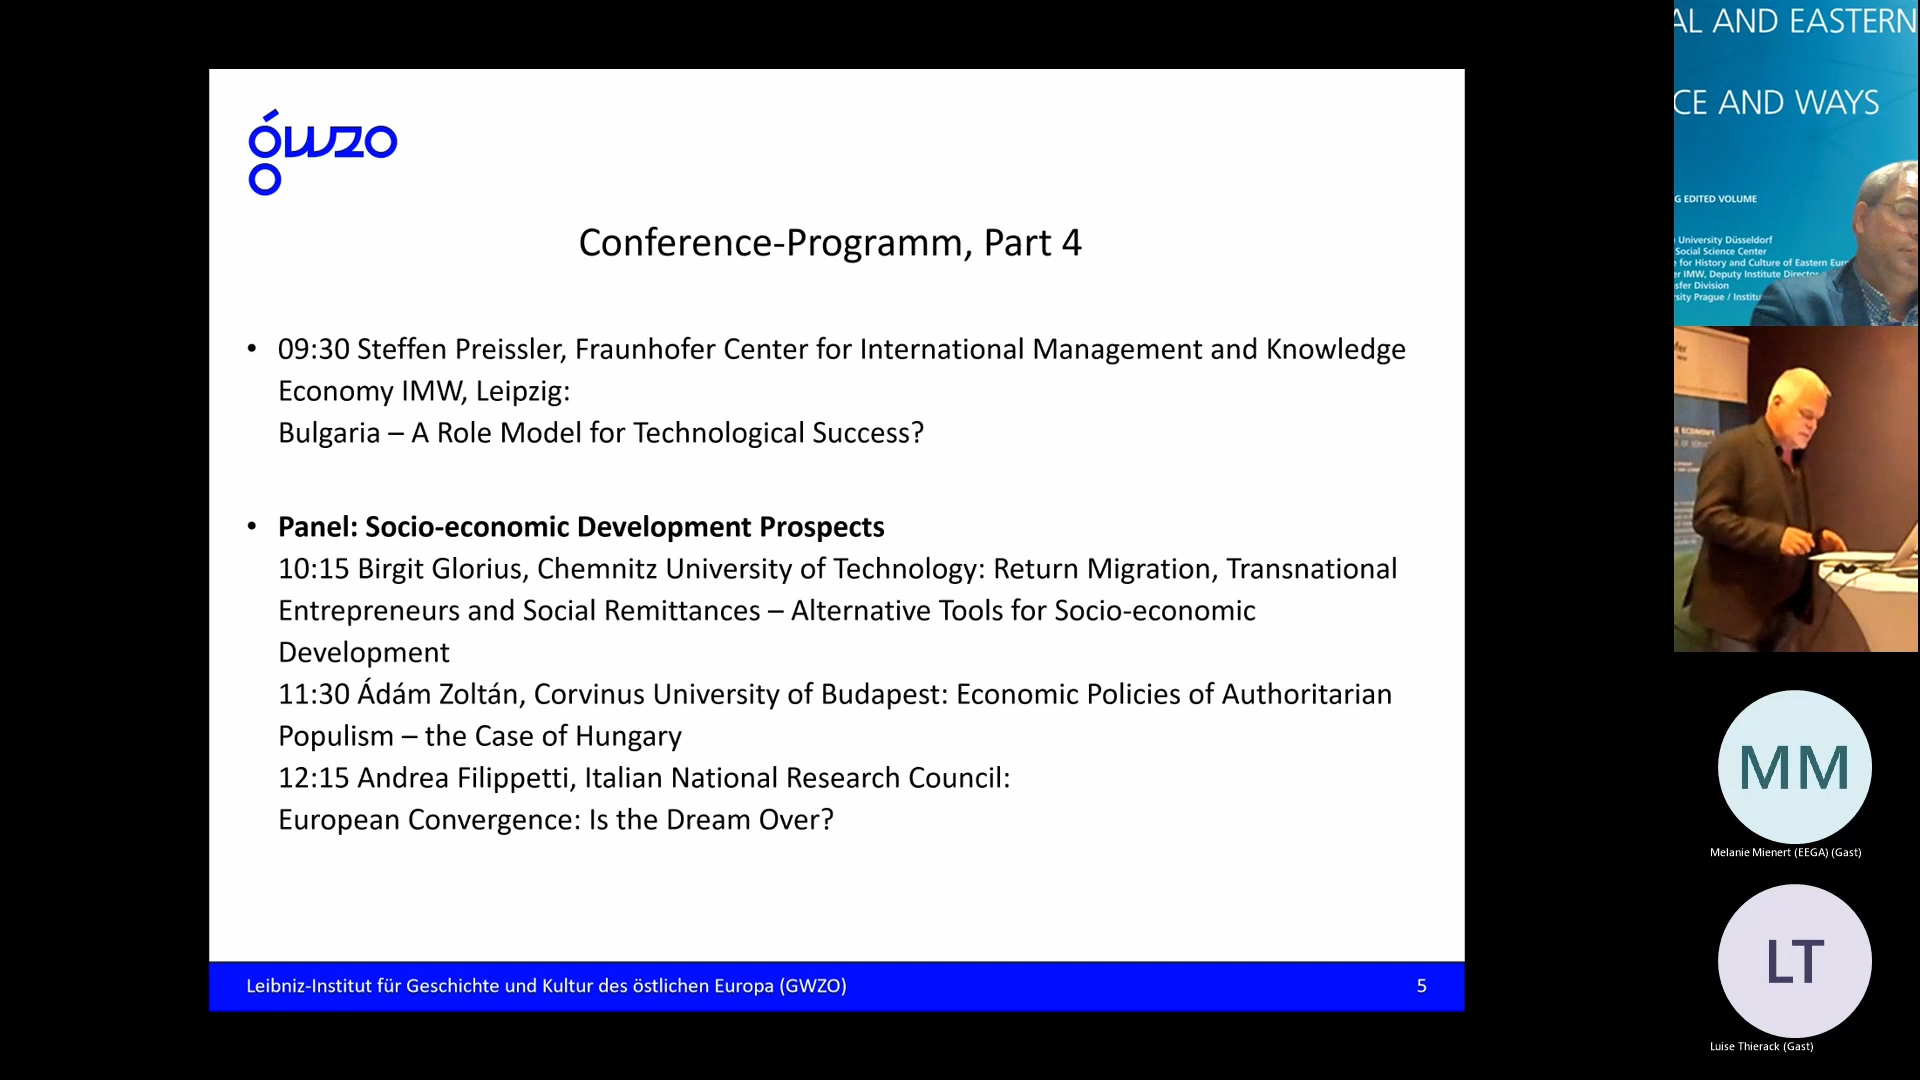 gwzo
Conference-Programm, Part 4
• 09:30 Steffen Preissler, Fraunhofer Center for International Management and Knowledge
Economy IMW, Leipzig:
Bulgaria – A Role Model for Technological Success?
• Panel: Socio-economic Development Prospects
10:15 Birgit Glorius, Chemnitz University of Technology: Return Migration, Transnational
Entrepreneurs and Social Remittances – Alternative Tools for Socio-economic
Development
11:30 Ádám Zoltán, Corvinus University of Budapest: Economic Policies of Authoritarian
Populism – the Case of Hungary
12:15 Andrea Filippetti, Italian National Research Council:
European Convergence: Is the Dream Over?
Leibniz-Institut für Geschichte und Kultur des östlichen Europa (GWZO)
5
AL AND EASTERN
CE AND WAYS
G EDITED VOLUME
University Düsseldorf
Social Science Center
for History and Culture of Eastern Eur
r IMW, Deputy Institute Director
sfer Division
sity Prague / Institu
MM
Melanie Mienert (EEGA) (Gast)
LT
Luise Thierack (Gast)